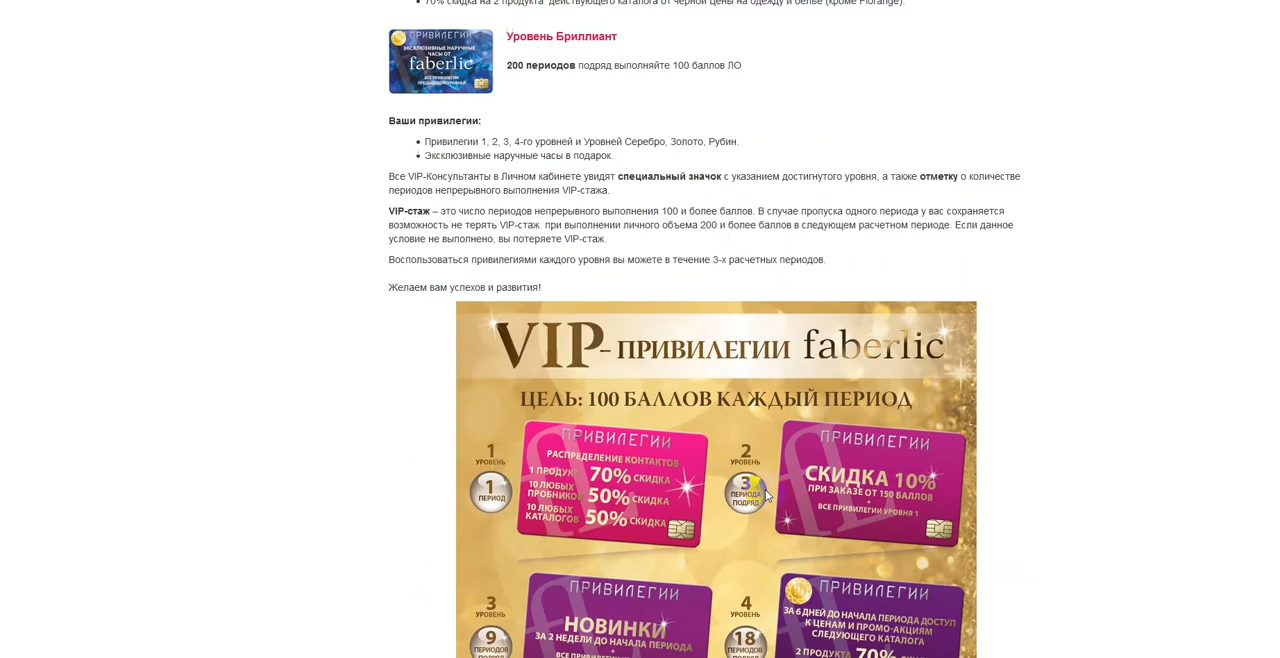 70% скидка на 2 продукта действующего каталога от черной цены на одежду и белье (кроме Florange).
ПРИВИЛЕГИИ
ЭКСКЛЮЗИВНЫЕ НАРУЧНЫЕ
ЧАСЫ ОТ
faberlic
+
ВСЕ ПРИВИЛЕГИИ
ПРЕДЫДУЩИХ УРОВНЕЙ
Уровень Бриллиант
200 периодов подряд выполняйте 100 баллов ЛО
Ваши привилегии:
Привилегии 1, 2, 3, 4-го уровней и Уровней Серебро, Золото, Рубин.
Эксклюзивные наручные часы в подарок.
Все VIP-Консультанты в Личном кабинете увидят специальный значок с указанием достигнутого уровня, а также отметку о количестве
периодов непрерывного выполнения VIP-стажа.
VIP-стаж – это число периодов непрерывного выполнения 100 и более баллов. В случае пропуска одного периода у вас сохраняется
возможность не терять VIP-стаж при выполнении личного объема 200 и более баллов в следующем расчетном периоде. Если данное
условие не выполнено, вы потеряете VIP-стаж.
Воспользоваться привилегиями каждого уровня вы можете в течение 3-х расчетных периодов.
Желаем вам успехов и развития!
VIP- ПРИВИЛЕГИИ faberlic
ЦЕЛЬ: 100 БАЛЛОВ КАЖДЫЙ ПЕРИОД
1
УРОВЕНЬ
1
ПЕРИОД
ПРИВИЛЕГИИ
РАСПРЕДЕЛЕНИЕ КОНТАКТОВ
1 ПРОДУКТ 70% СКИДКА
10 ЛЮБЫХ
ПРОБНИКОВ 50% СКИДКА
10 ЛЮБЫХ
КАТАЛОГОВ 50% СКИДКА
2
УРОВЕНЬ
3
ПЕРИОДА
ПОДРЯД
ПРИВИЛЕГИИ
СКИДКА 10%
ПРИ ЗАКАЗЕ ОТ 150 БАЛЛОВ
+
ВСЕ ПРИВИЛЕГИИ УРОВНЯ 1
3
УРОВЕНЬ
9
ПЕРИОДОВ
ПОДРЯД
ПРИВИЛЕГИИ
НОВИНКИ
ЗА 2 НЕДЕЛИ ДО НАЧАЛА ПЕРИОДА
+
4
УРОВЕНЬ
18
ПЕРИОДОВ
ПОДРЯД
ПРИВИЛЕГИИ
ЗА 6 ДНЕЙ ДО НАЧАЛА ПЕРИОДА ДОСТУП
К ЦЕНАМ И ПРОМО-АКЦИЯМ
СЛЕДУЮЩЕГО КАТАЛОГА
2 ПРОДУКТА 70%